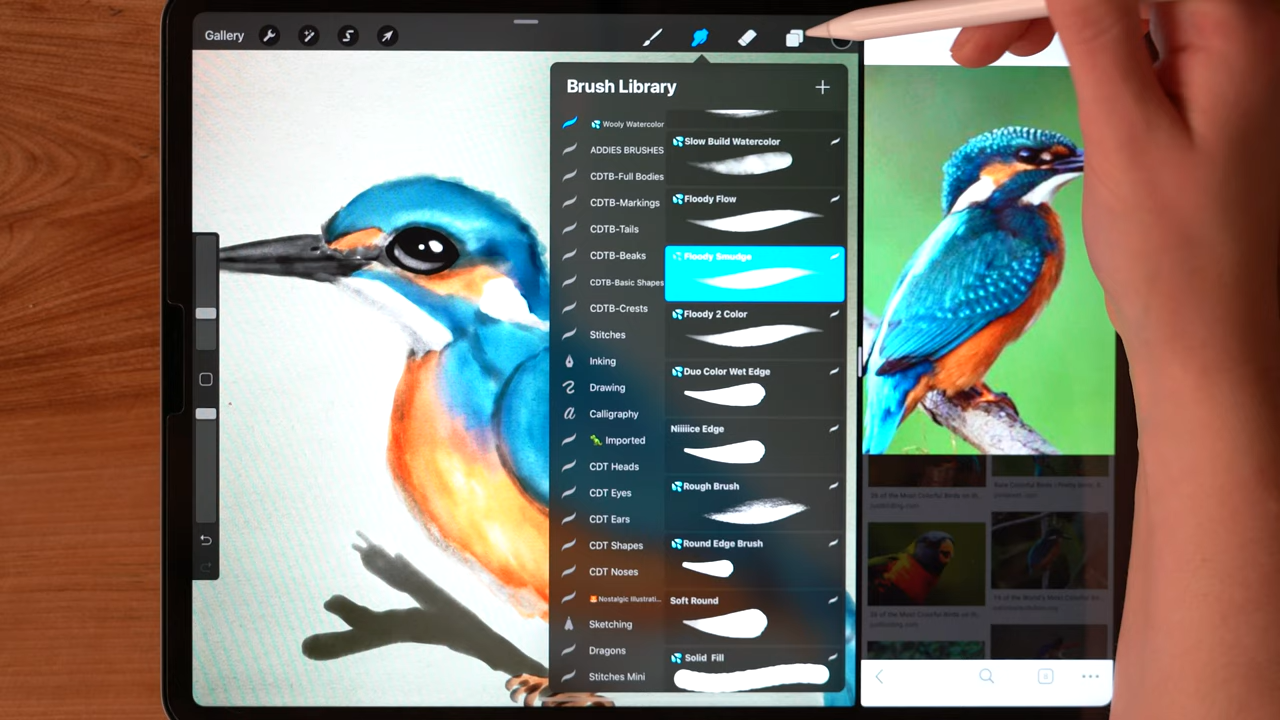 Gallery
Brush Library
Wooly Watercolor
ADDIES BRUSHES
CDTB-Full Bodies
CDTB-Markings
CDTB-Tails
CDTB-Beaks
CDTB-Basic Shapes
CDTB-Crests
Stitches
Inking
Drawing
Calligraphy
Imported
CDT Heads
CDT Eyes
CDT Ears
CDT Shapes
CDT Noses
Nostalgic Illustrati...
Sketching
Dragons
Stitches Mini
Slow Build Watercolor
Floody Flow
Floody Smudge
Floody 2 Color
Duo Color Wet Edge
Niiiiice Edge
Rough Brush
Round Edge Brush
Soft Round
Solid Fill